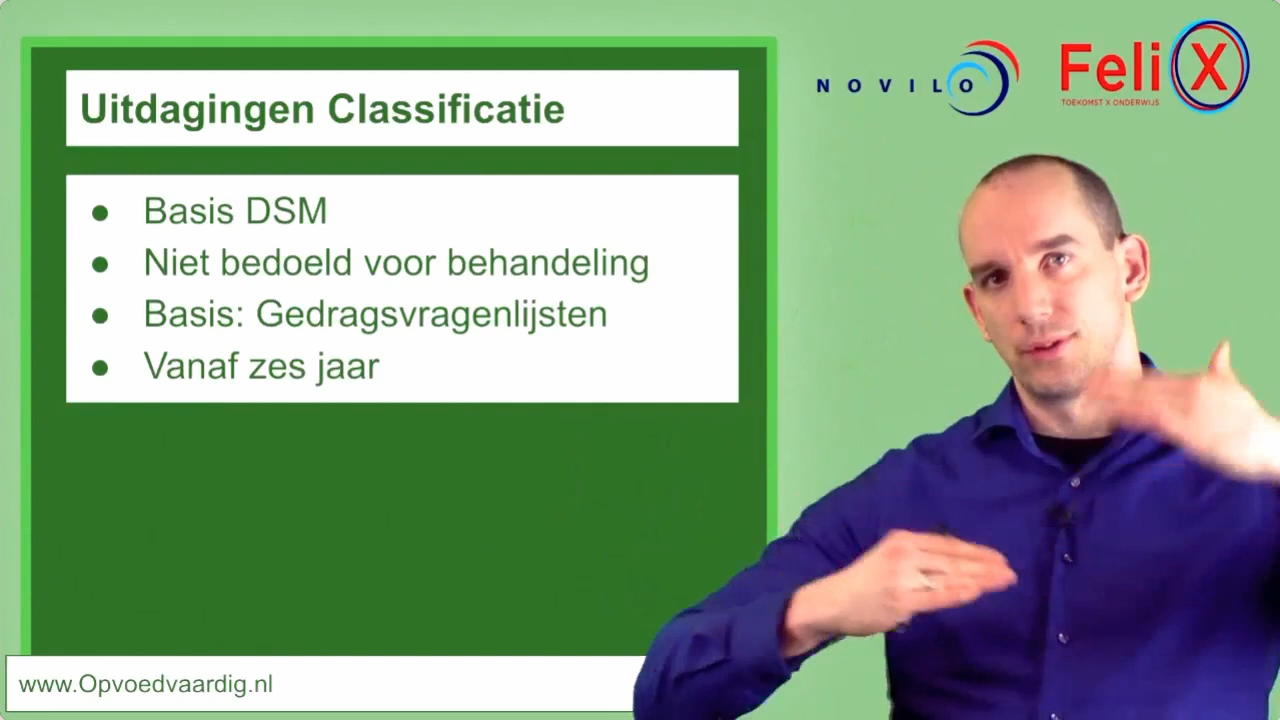 Uitdagingen Classificatie
● Basis DSM
● Niet bedoeld voor behandeling
● Basis: Gedragsvragenlijsten
● Vanaf zes jaar
NOVILO
FeliX
TOEKOMST X ONDERWIJS
www.Opvoedvaardig.nl